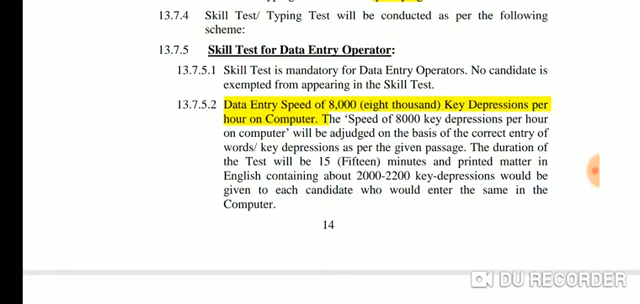 13.7.4 Skill Test/ Typing Test will be conducted as per the following
scheme:
13.7.5 Skill Test for Data Entry Operator:
13.7.5.1 Skill Test is mandatory for Data Entry Operators. No candidate is
exempted from appearing in the Skill Test.
13.7.5.2 Data Entry Speed of 8,000 (eight thousand) Key Depressions per
hour on Computer. The ‘Speed of 8000 key depressions per hour
on computer’ will be adjudged on the basis of the correct entry of
words/ key depressions as per the given passage. The duration of
the Test will be 15 (Fifteen) minutes and printed matter in
English containing about 2000-2200 key-depressions would be
given to each candidate who would enter the same in the
Computer.
14
DU RECORDER